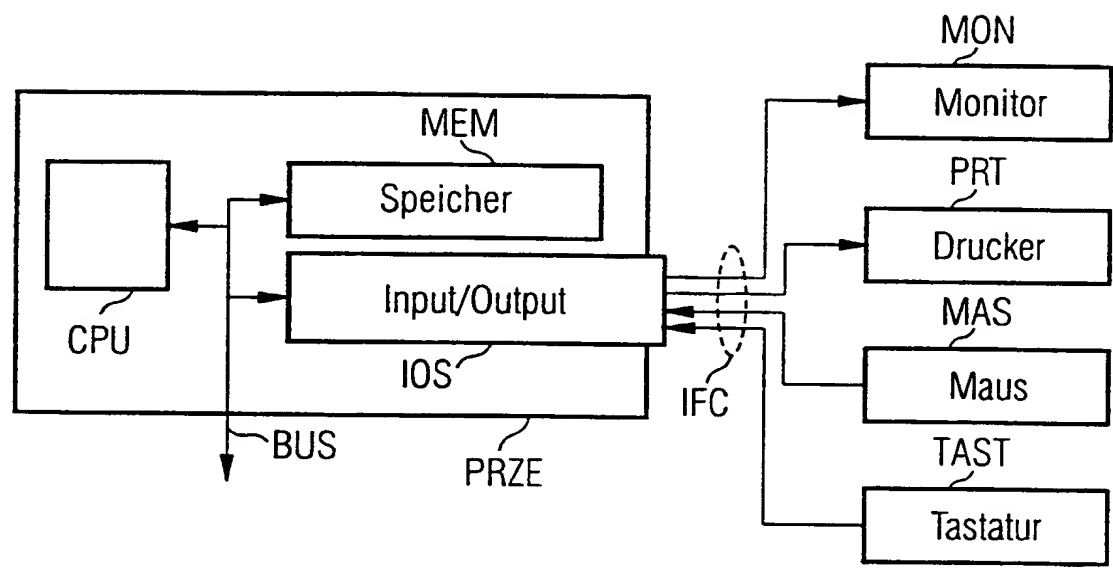 MON
Monitor
MEM
Speicher
PRT
Drucker
Input/Output
CPU
IOS
IFC
MAS
Maus
BUS
PRZE
TAST
Tastatur